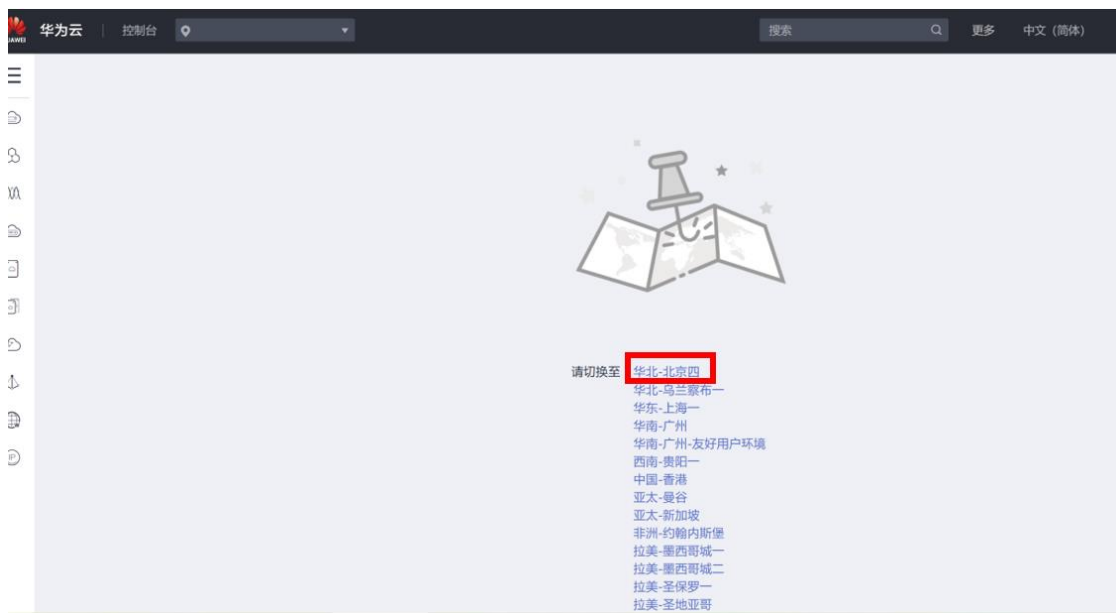 华为云 控制台 搜索 更多 中文（简体）
请切换至 华北-北京四
华北-乌兰察布一
华东-上海一
华南-广州
华南-广州-友好用户环境
西南-贵阳一
中国-香港
亚太-曼谷
亚太-新加坡
非洲-约翰内斯堡
拉美-墨西哥城一
拉美-墨西哥城二
拉美-圣保罗一
拉美-圣地亚哥
IP